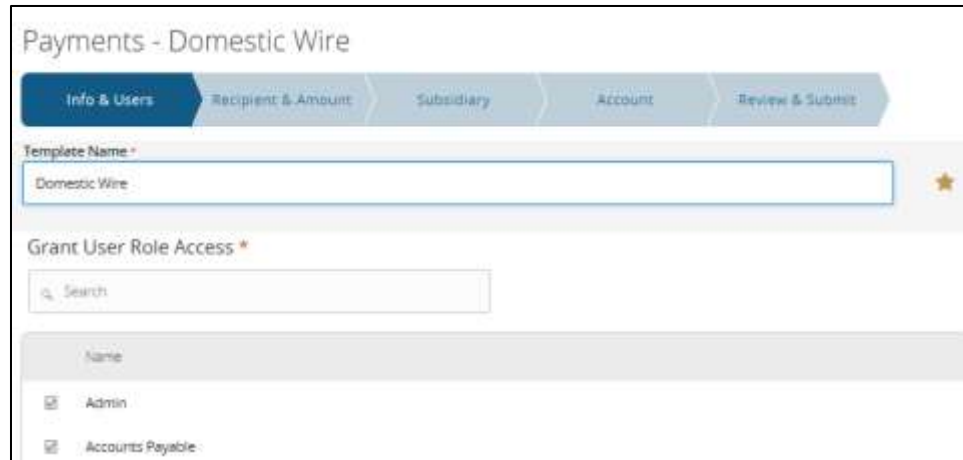 Payments - Domestic Wire
Info & Users Recipient & Amount Subsidiary Account Review & Submit
Template Name *
Domestic Wire
Grant User Role Access *
Search
Name
Admin
Accounts Payable